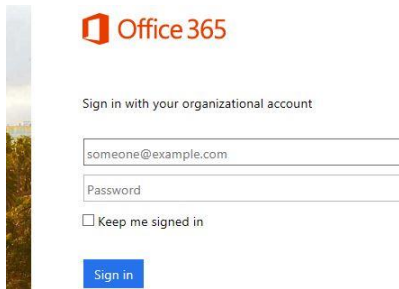 Office 365
Sign in with your organizational account
someone@example.com
Password
Keep me signed in
Sign in